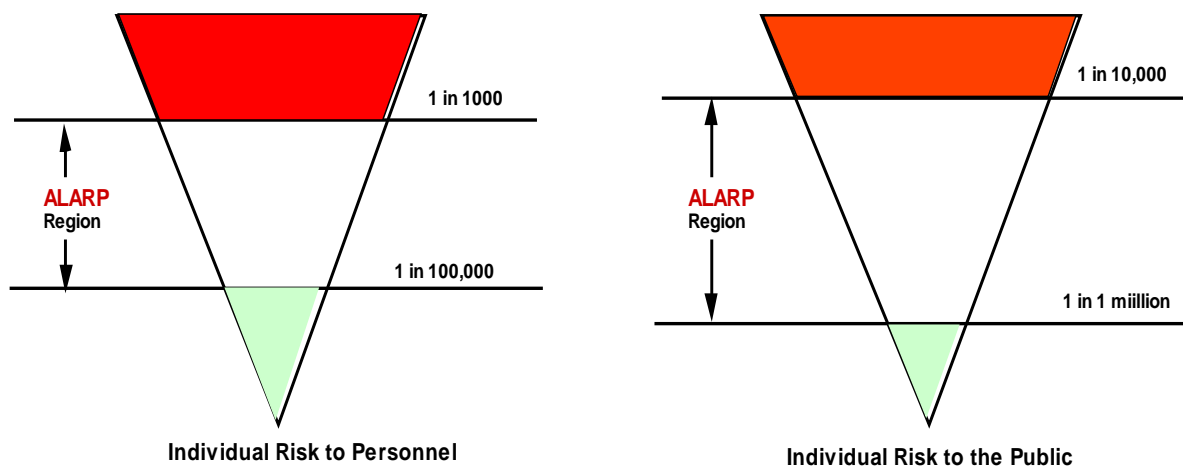 1 in 1000
ALARP
Region
1 in 100,000
Individual Risk to Personnel
1 in 10,000
ALARP
Region
1 in 1 miillion
Individual Risk to the Public